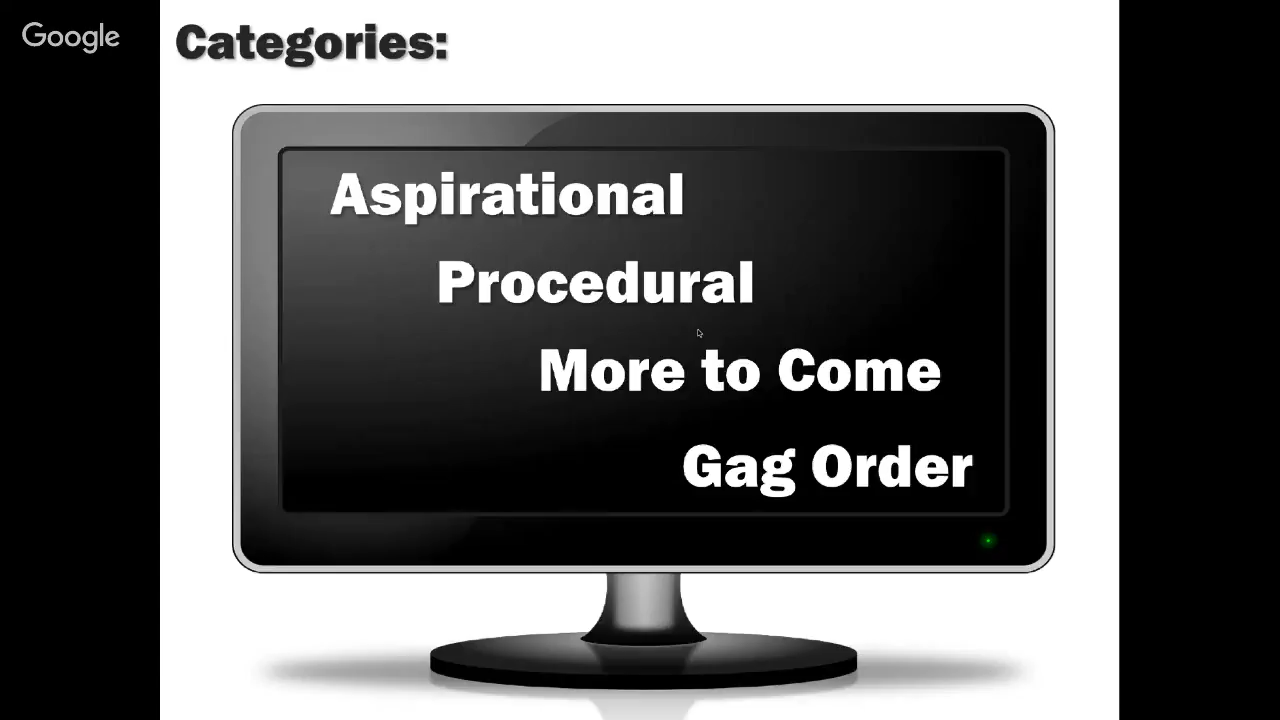 Google
Categories:
Aspirational
Procedural
More to Come
Gag Order